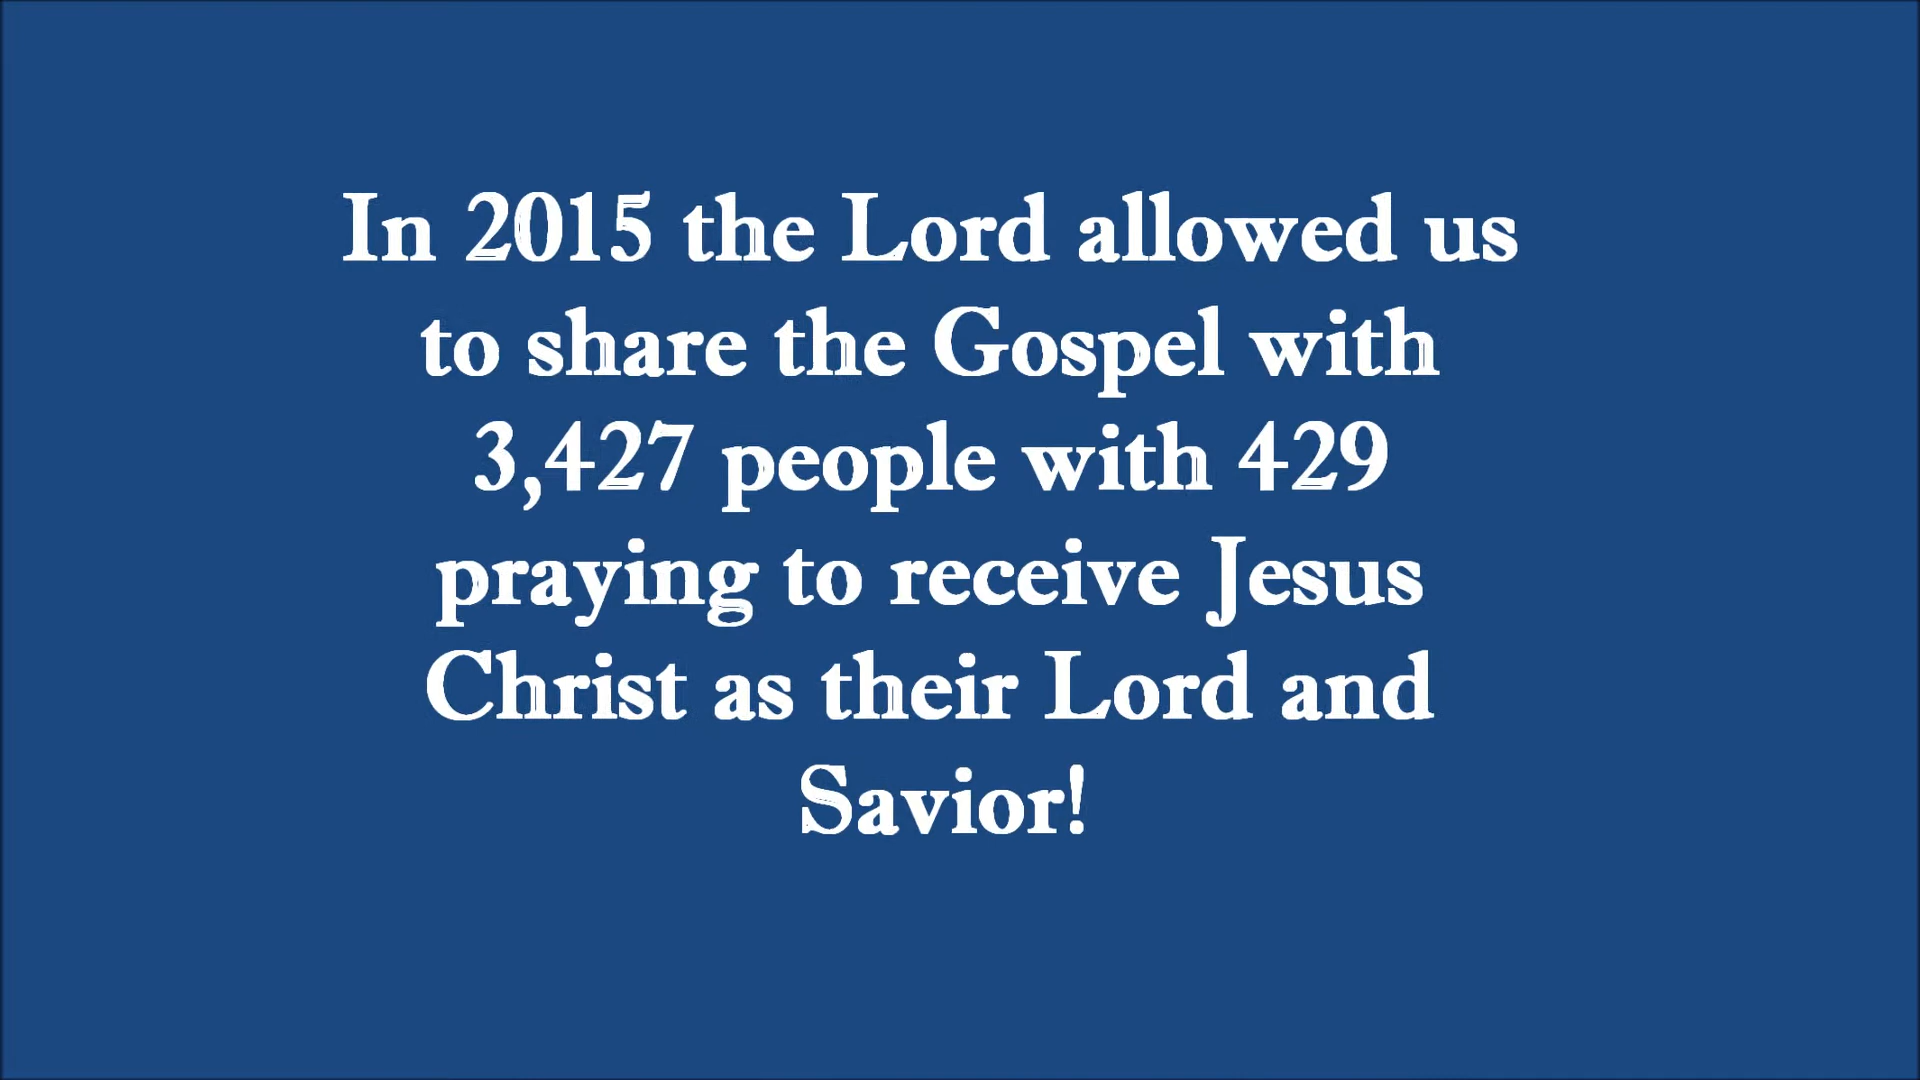 In 2015 the Lord allowed us
to share the Gospel with
3,427 people with 429
praying to receive Jesus
Christ as their Lord and
Savior!